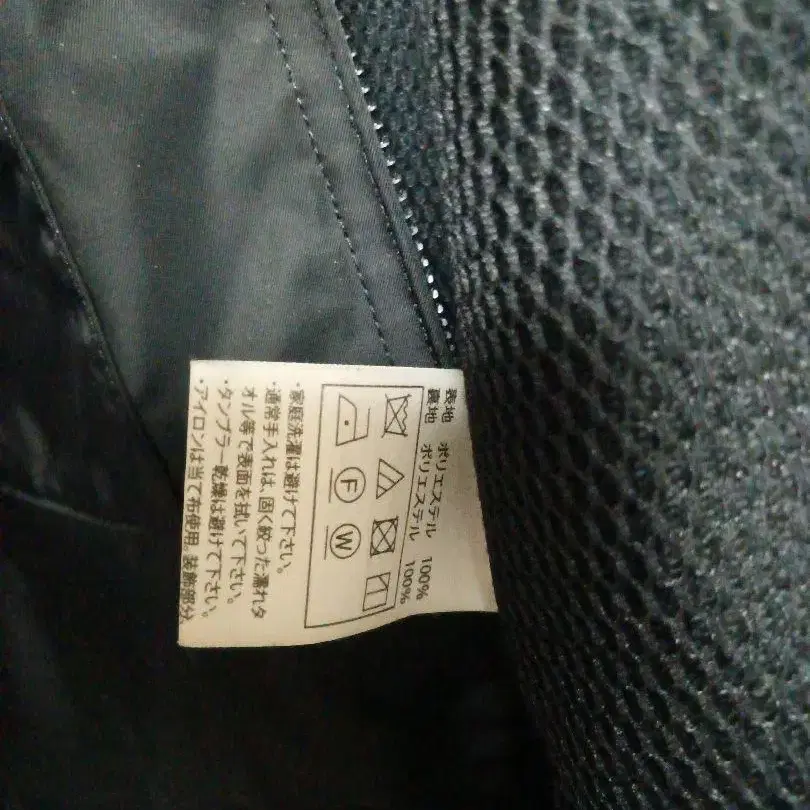 表地 ポリエステル 100%
裏地 ポリエステル 100%
F W
・家庭洗濯は避けて下さい。
・通常手入れは、固く絞った濡れタ
オル等で表面を拭いて下さい。
・タンブラー乾燥は避けて下さい。
・アイロンは当て布使用。装飾部分